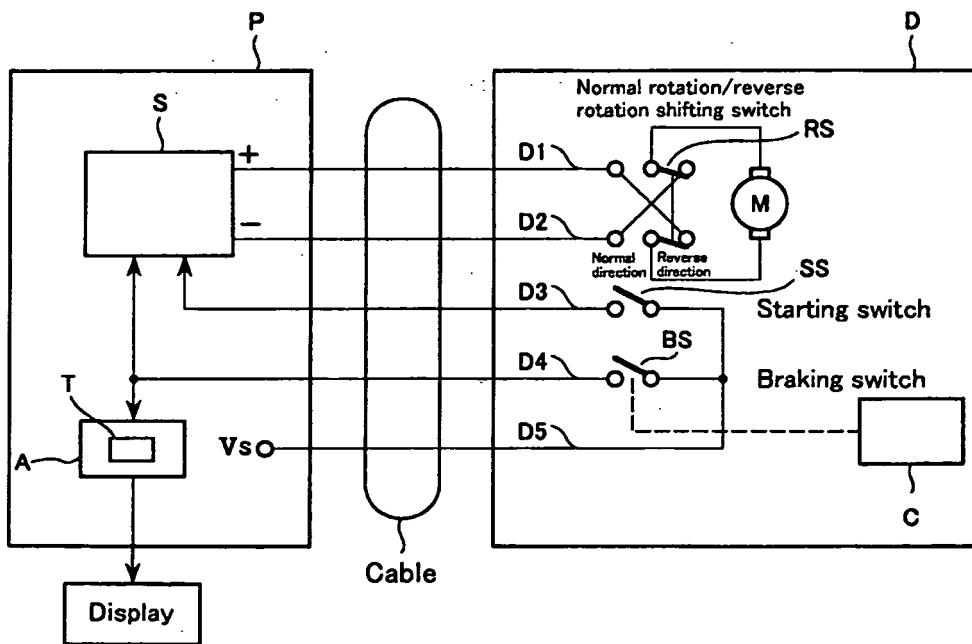 P
D
S
Normal rotation/reverse
rotation shifting switch
RS
+
D1
M
−
D2
Normal
direction
Reverse
direction
SS
D3
Starting switch
BS
D4
Braking switch
T
A
Vs
D5
C
Cable
Display